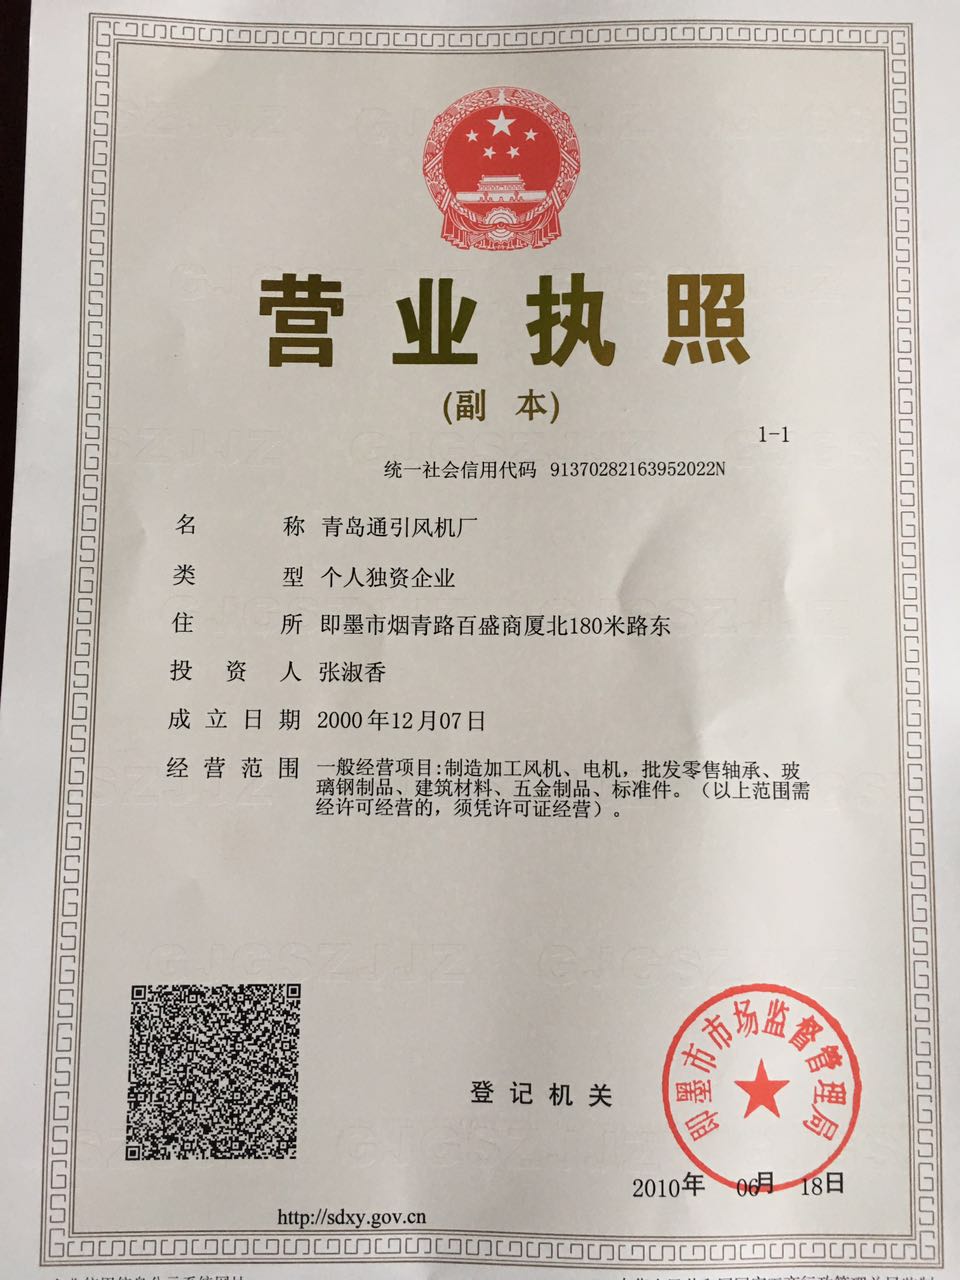 营业执照
(副 本)
1-1
统一社会信用代码 91370282163952022N
名 称 青岛通引风机厂
类 型 个人独资企业
住 所 即墨市烟青路百盛商厦北180米路东
投 资 人 张淑香
成 立 日 期 2000年12月07日
经 营 范 围 一般经营项目:制造加工风机、电机，批发零售轴承、玻
璃钢制品、建筑材料、五金制品、标准件。（以上范围需
经许可经营的，须凭许可证经营）。
登 记 机 关
即墨市市场监督管理局
2010年 06月 18日
http://sdxy.gov.cn